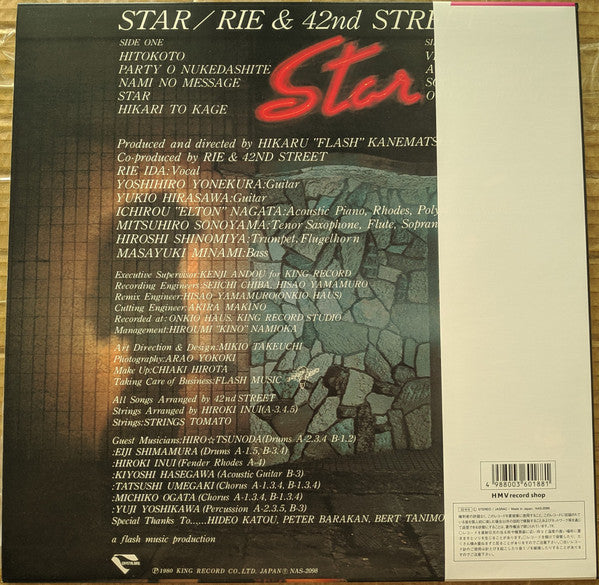 STAR / RIE & 42nd STRE
SIDE ONE
HITOKOTO
PARTY O NUKEDASHITE
NAMI NO MESSAGE
STAR
HIKARI TO KAGE
Star
Produced and directed by HIKARU "FLASH" KANEMATS
Co-produced by RIE & 42ND STREET
RIE IDA:Vocal
YOSHIHIRO YONEKURA:Guitar
YUKIO HIRASAWA:Guitar
ICHIROU "ELTON" NAGATA:Acoustic Piano, Rhodes, Poly
MITSUHIRO SONOYAMA:Tenor Saxophone, Flute, Sopran
HIROSHI SHINOMIYA:Trumpet, Flugelhorn
MASAYUKI MINAMI:Bass
Executive Supervisor:KENJI ANDOU for KING RECORD
Recording Engineers:SEIICHI CHIBA, HISAO YAMAMURO
Remix Engineer:HISAO YAMAMURO(ONKIO HAUS)
Cutting Engineer:AKIRA MAKINO
Recorded at:ONKIO HAUS, KING RECORD STUDIO
Management:HIROUMI "KINO" NAMIOKA
Art Direction & Design:MIKIO TAKEUCHI
Photography:ARAO YOKOKI
Make Up:CHIAKI HIROTA
Taking Care of Business:FLASH MUSIC
All Songs Arranged by 42nd STREET
Strings Arranged by HIROKI INUI(A-3.4.5)
Strings:STRINGS TOMATO
Guest Musicians:HIRO☆TSUNODA(Drums A-2.3.4 B-1.2)
:EIJI SHIMAMURA (Drums A-1.5, B-3.4)
:HIROKI INUI(Fender Rhodes A-4)
:KIYOSHI HASEGAWA(Acoustic Guitar B-3)
:TATSUSHI UMEGAKI (Chorus A-1.3.4, B-1.3.4)
:MICHIKO OGATA (Chorus A-1.3.4, B-1.3.4)
:YUJI YOSHIKAWA(Percussion A-2.3.5, B-3)
Special Thanks To......HIDEO KATOU, PETER BARAKAN, BERT TANIMO
a flash music production
Ⓟ1980 KING RECORD CO.,LTD. JAPAN NAS-2098
4 988003 601881
HMV record shop